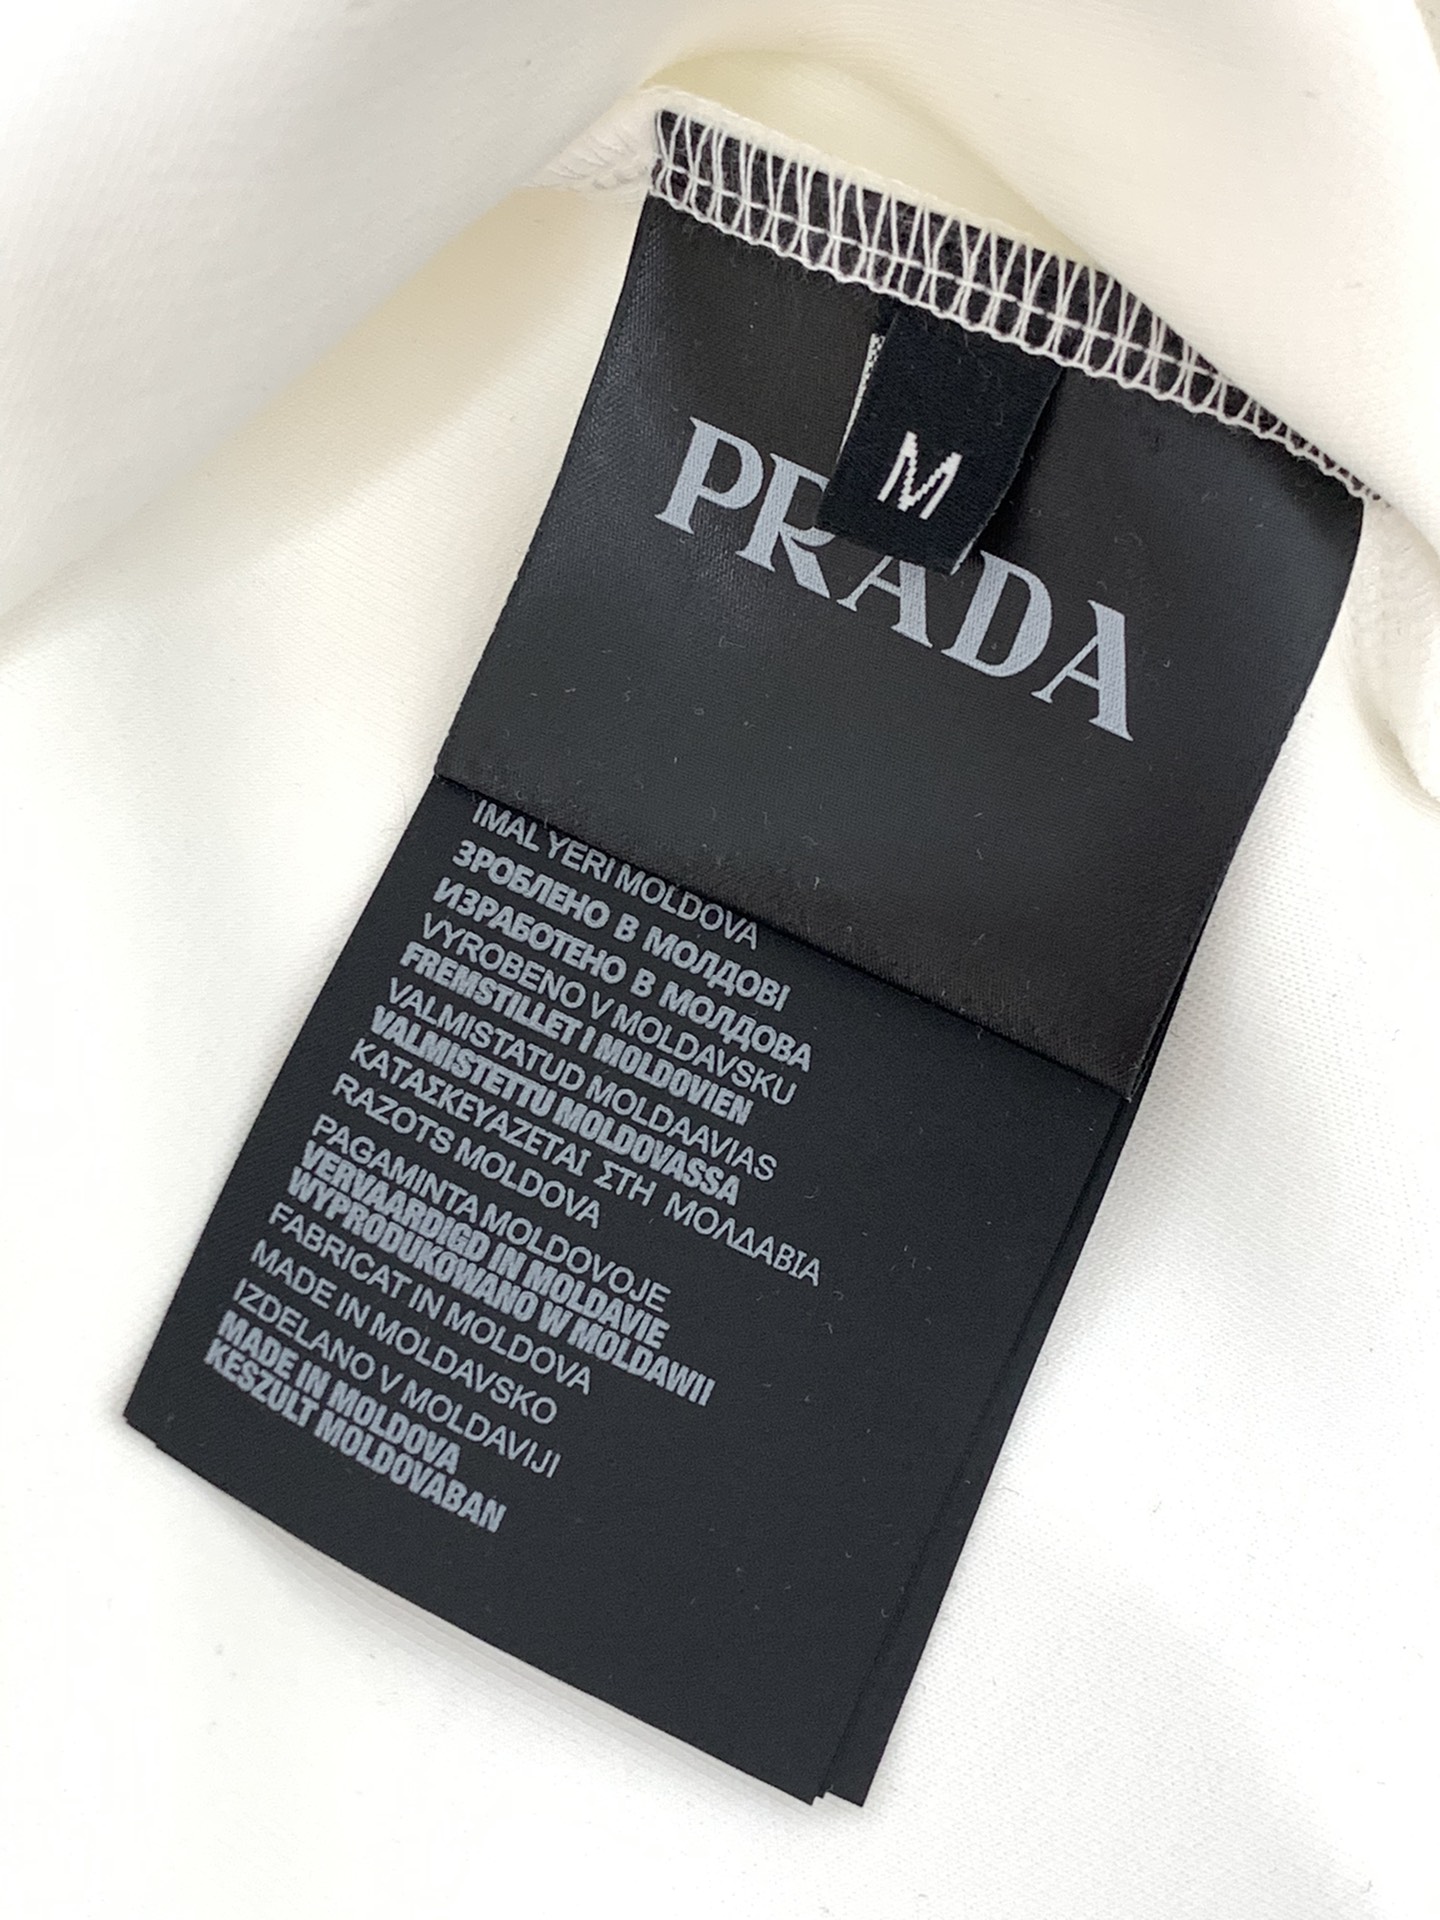 M
PRADA
IMAL YERI MOLDOVA
ЗРОБЛЕНО В МОЛДОВІ
ИЗРАБОТЕНО В МОЛДОВА
VYROBENO V MOLDAVSKU
FREMSTILLET I MOLDOVIEN
VALMISTATUD MOLDAAVIAS
VALMISTETTU MOLDOVASSA
ΚΑΤΑΣΚΕΥΑΖΕΤΑΙ ΣΤΗ ΜΟΛΔΑΒΙΑ
RAZOTS MOLDOVA
PAGAMINTA MOLDOVOJE
VERVAARDIGD IN MOLDAVIE
WYPRODUKOWANO W MOLDAWII
FABRICAT IN MOLDOVA
MADE IN MOLDAVSKO
IZDELANO V MOLDAVIJI
MADE IN MOLDOVA
KESZULT MOLDOVABAN